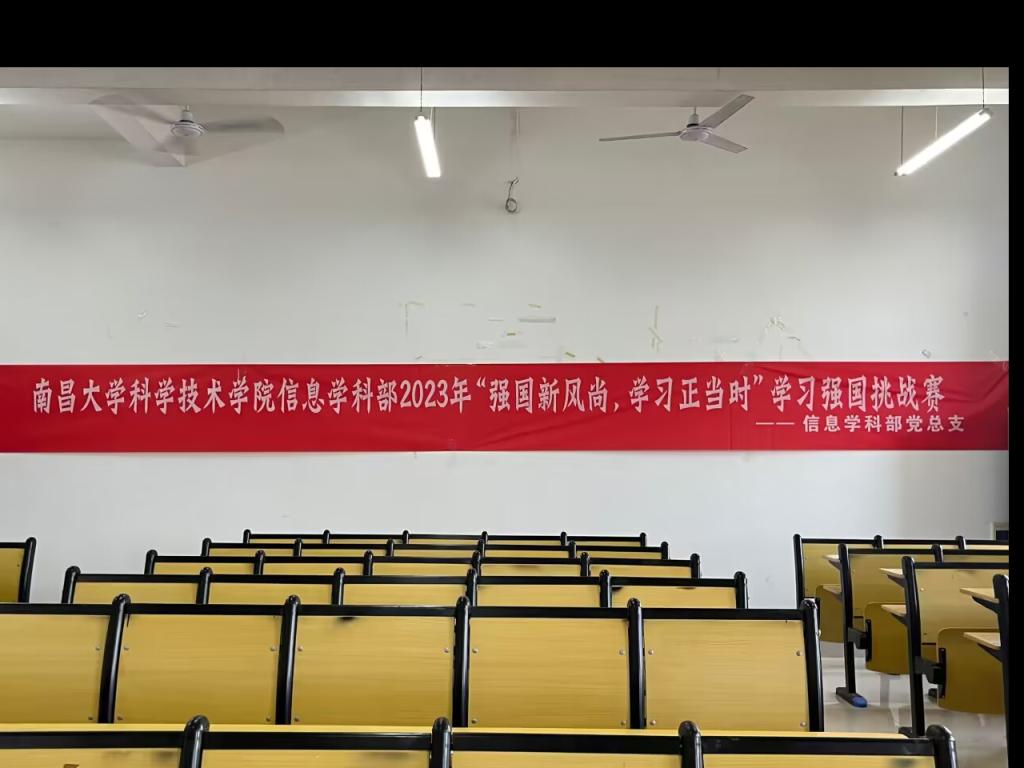 南昌大学科学技术学院信息学科部2023年“强国新风尚,学习正当时”学习强国挑战赛
—— 信息学科部党总支